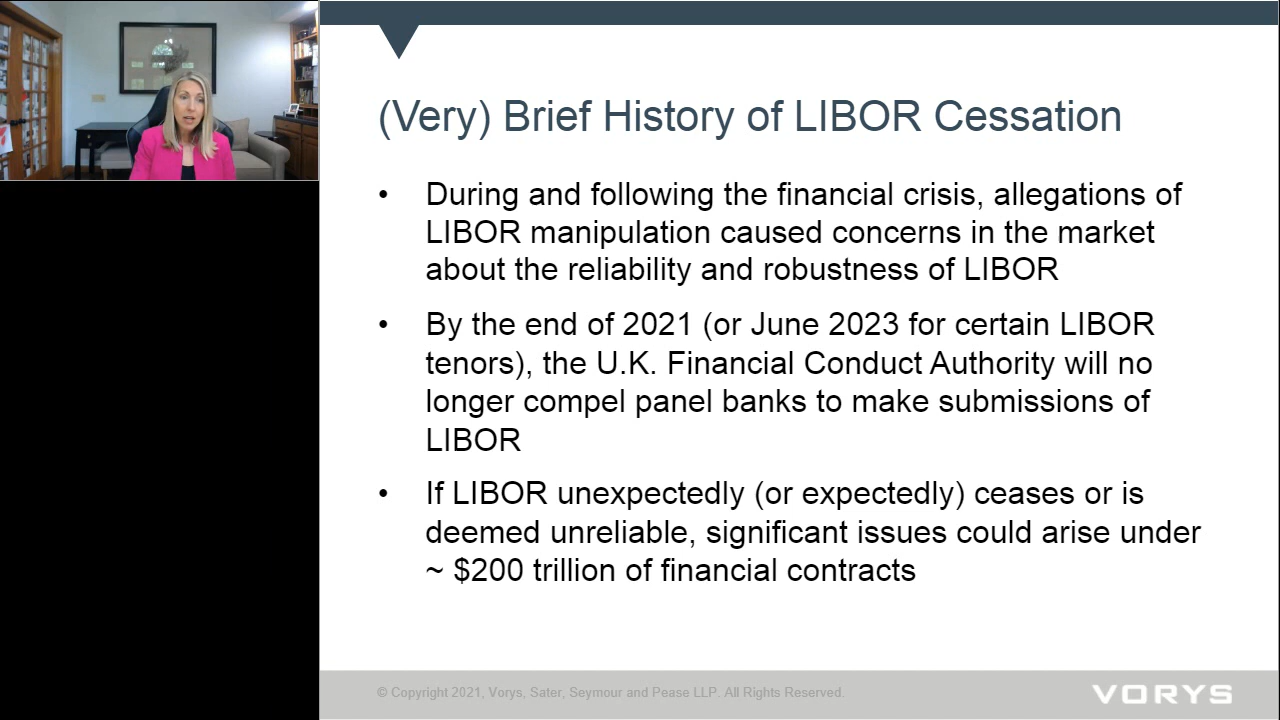 (Very) Brief History of LIBOR Cessation
• During and following the financial crisis, allegations of
LIBOR manipulation caused concerns in the market
about the reliability and robustness of LIBOR
• By the end of 2021 (or June 2023 for certain LIBOR
tenors), the U.K. Financial Conduct Authority will no
longer compel panel banks to make submissions of
LIBOR
• If LIBOR unexpectedly (or expectedly) ceases or is
deemed unreliable, significant issues could arise under
~ $200 trillion of financial contracts
© Copyright 2021, Vorys, Sater, Seymour and Pease LLP. All Rights Reserved.
VORYS